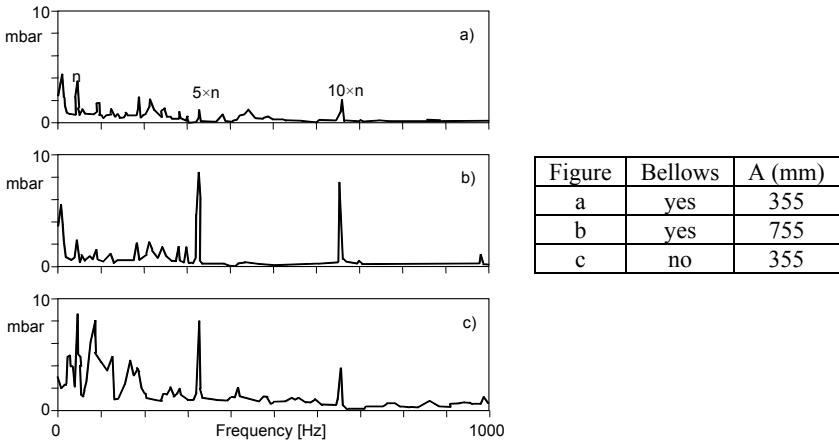 10
mbar
a)
n
5×n
10×n
0
10
mbar
b)
0
10
mbar
c)
0
0 Frequency [Hz] 1000
Figure Bellows A (mm)
a yes 355
b yes 755
c no 355